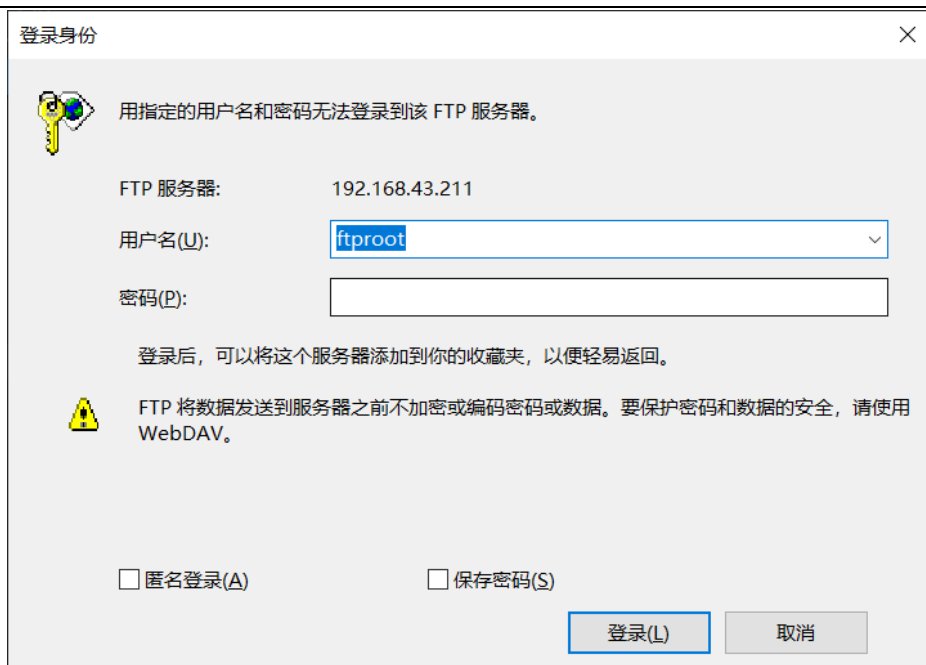 登录身份
用指定的用户名和密码无法登录到该 FTP 服务器。
FTP 服务器: 192.168.43.211
用户名(U): ftproot
密码(P):
登录后，可以将这个服务器添加到你的收藏夹，以便轻易返回。
FTP 将数据发送到服务器之前不加密或编码密码或数据。要保护密码和数据的安全，请使用
WebDAV。
匿名登录(A) 保存密码(S)
登录(L) 取消